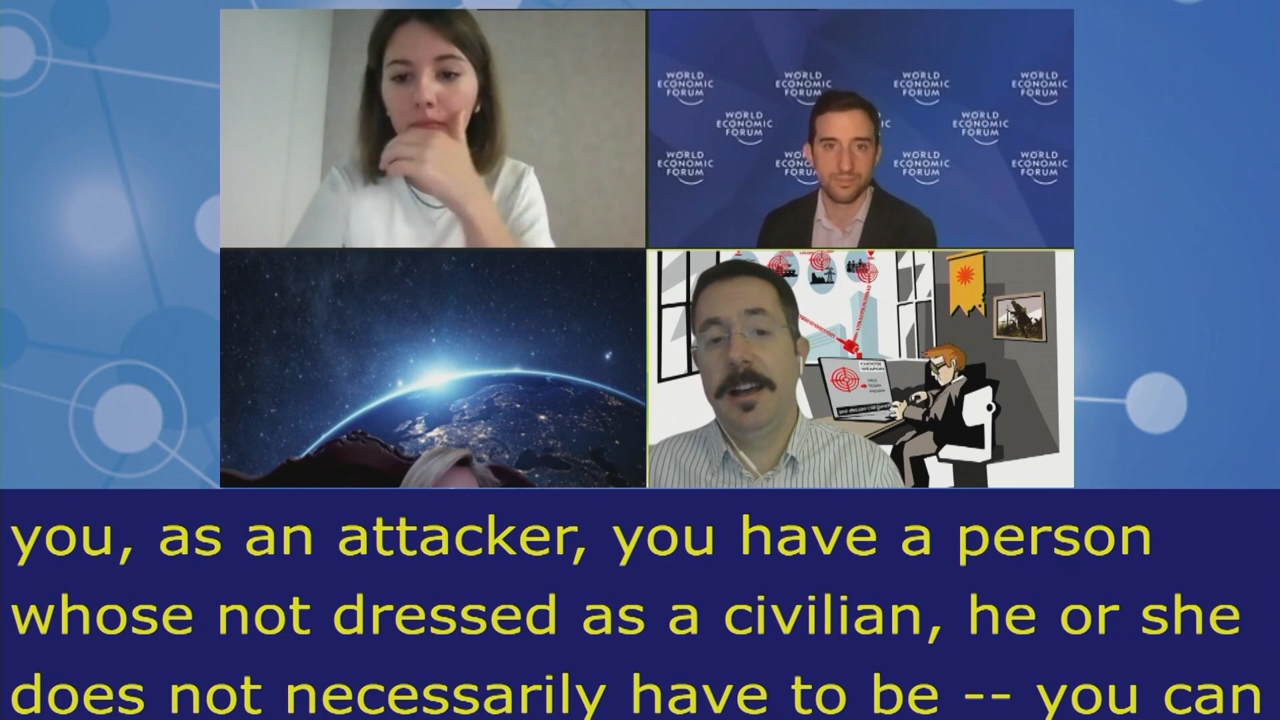 WORLD ECONOMIC FORUM
WORLD ECONOMIC FORUM
WORLD ECONOMIC FORUM
WORLD ECONOMIC FORUM
WORLD ECONOMIC FORUM
WORLD ECONOMIC FORUM
WORLD ECONOMIC FORUM
WORLD ECONOMIC FORUM
WORLD ECONOMIC FORUM
CHOOSE
WEAPON
you, as an attacker, you have a person
whose not dressed as a civilian, he or she
does not necessarily have to be -- you can